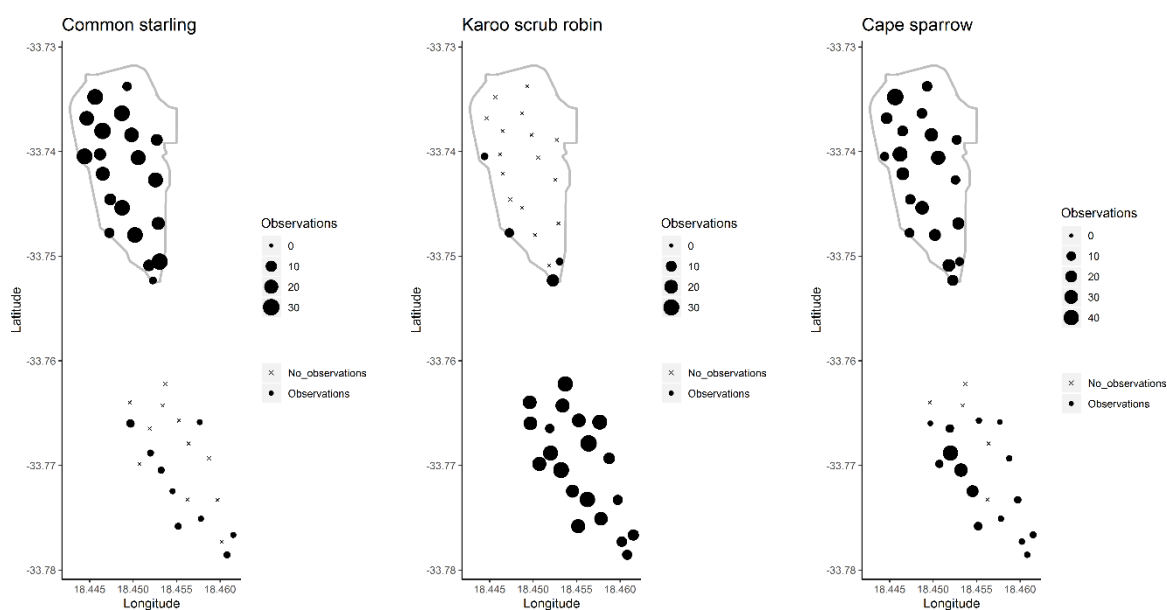 Common starling
-33.73
-33.74
-33.75
-33.76
-33.77
-33.78
Latitude
18.445 18.450 18.455 18.460
Longitude
Observations
0
10
20
30
No_observations
Observations
Karoo scrub robin
-33.73
-33.74
-33.75
-33.76
-33.77
-33.78
Latitude
18.445 18.450 18.455 18.460
Longitude
Observations
0
10
20
30
No_observations
Observations
Cape sparrow
-33.73
-33.74
-33.75
-33.76
-33.77
-33.78
Latitude
18.445 18.450 18.455 18.460
Longitude
Observations
0
10
20
30
40
No_observations
Observations